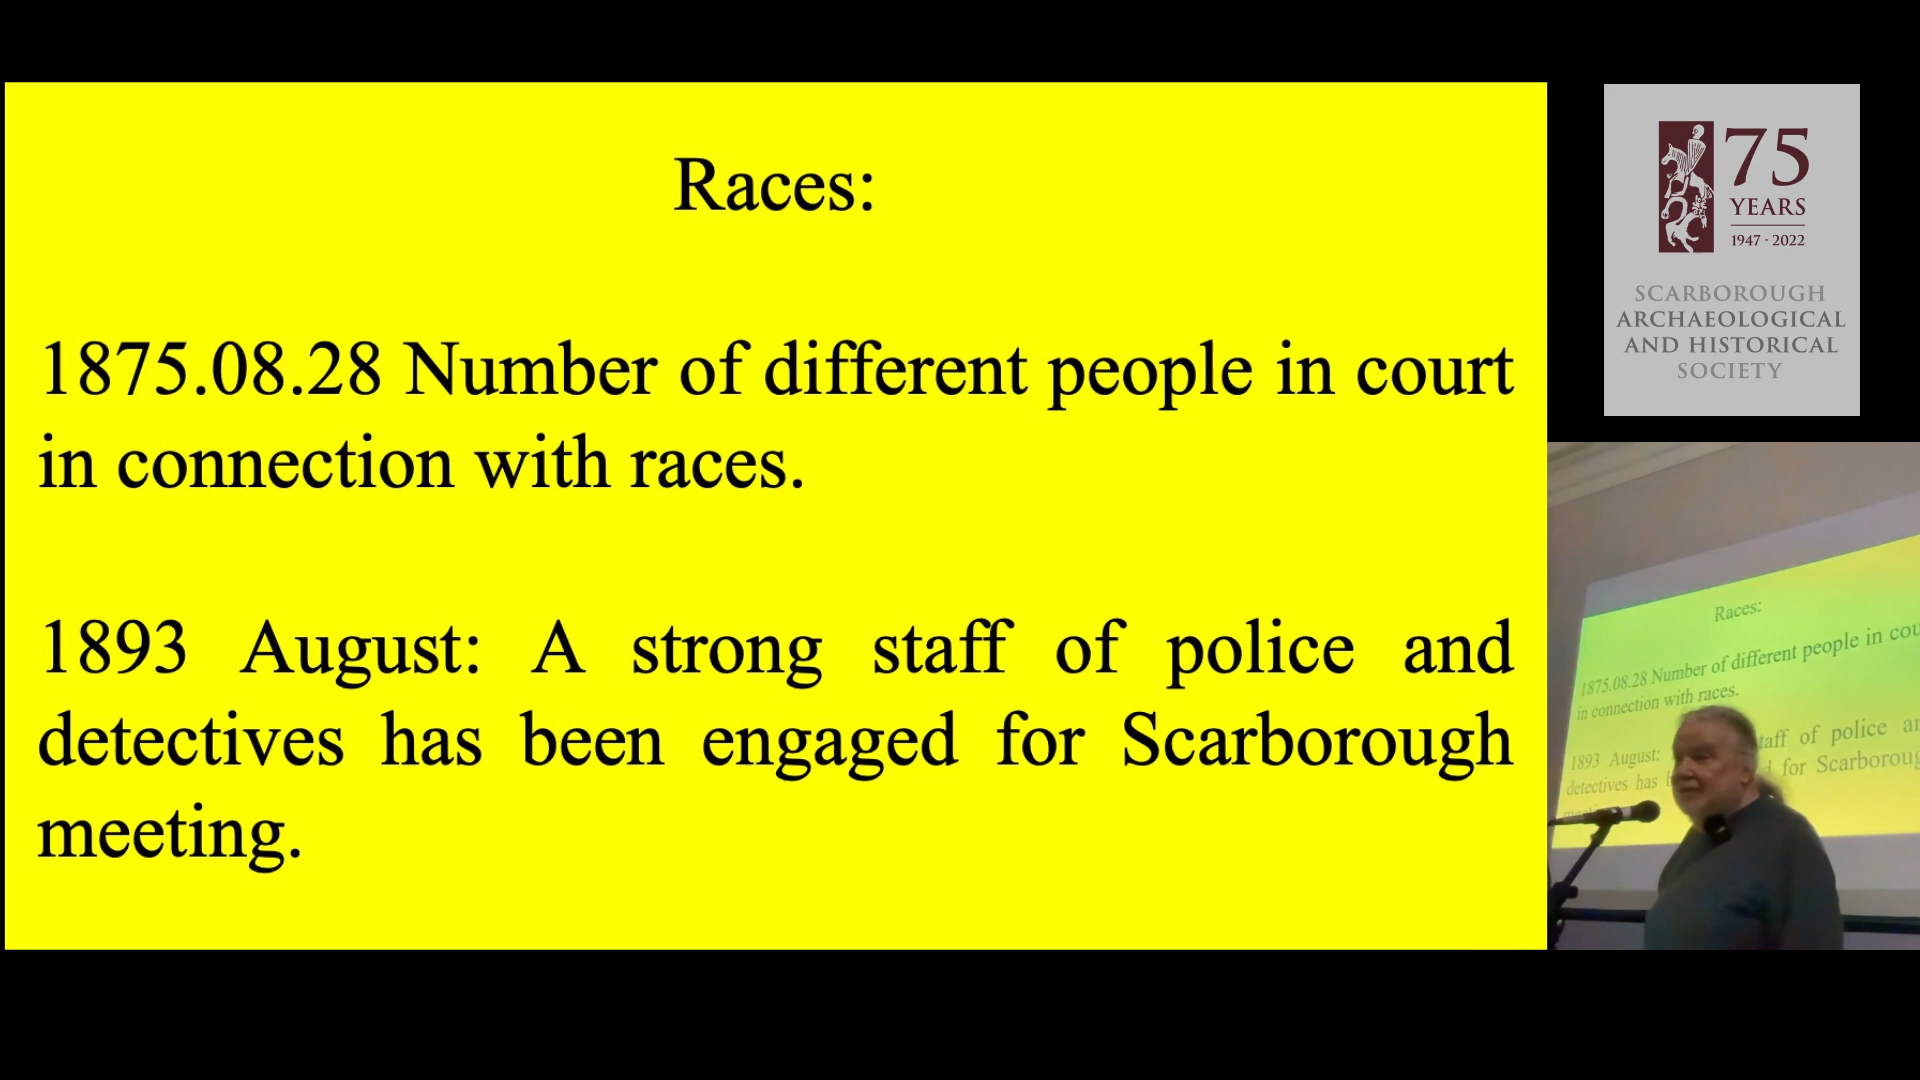 Races:
1875.08.28 Number of different people in court
in connection with races.
1893 August: A strong staff of police and
detectives has been engaged for Scarborough
meeting.
75
YEARS
1947 - 2022
SCARBOROUGH
ARCHAEOLOGICAL
AND HISTORICAL
SOCIETY
Races:
1875.08.28 Number of different people in cou
in connection with races.
1893 August: taff of police an
detectives has b d for Scarboroug